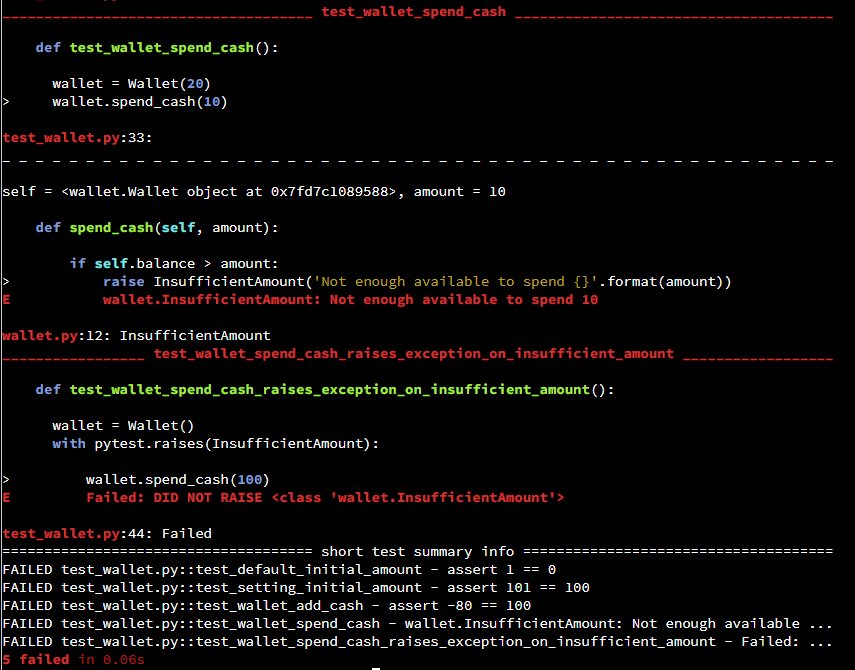 ____________________________________ test_wallet_spend_cash ______________________________________
def test_wallet_spend_cash():
wallet = Wallet(20)
> wallet.spend_cash(10)
test_wallet.py:33:
_ _ _ _ _ _ _ _ _ _ _ _ _ _ _ _ _ _ _ _ _ _ _ _ _ _ _ _ _ _ _ _ _ _ _ _ _ _ _ _ _ _ _ _ _ _ _ _ _ _
self = <wallet.Wallet object at 0x7fd7c1089588>, amount = 10
def spend_cash(self, amount):
if self.balance > amount:
> raise InsufficientAmount('Not enough available to spend {}'.format(amount))
E wallet.InsufficientAmount: Not enough available to spend 10
wallet.py:12: InsufficientAmount
_________________ test_wallet_spend_cash_raises_exception_on_insufficient_amount __________________
def test_wallet_spend_cash_raises_exception_on_insufficient_amount():
wallet = Wallet()
with pytest.raises(InsufficientAmount):
> wallet.spend_cash(100)
E Failed: DID NOT RAISE <class 'wallet.InsufficientAmount'>
test_wallet.py:44: Failed
===================================== short test summary info =====================================
FAILED test_wallet.py::test_default_initial_amount - assert 1 == 0
FAILED test_wallet.py::test_setting_initial_amount - assert 101 == 100
FAILED test_wallet.py::test_wallet_add_cash - assert -80 == 100
FAILED test_wallet.py::test_wallet_spend_cash - wallet.InsufficientAmount: Not enough available ...
FAILED test_wallet.py::test_wallet_spend_cash_raises_exception_on_insufficient_amount - Failed: ...
5 failed in 0.06s